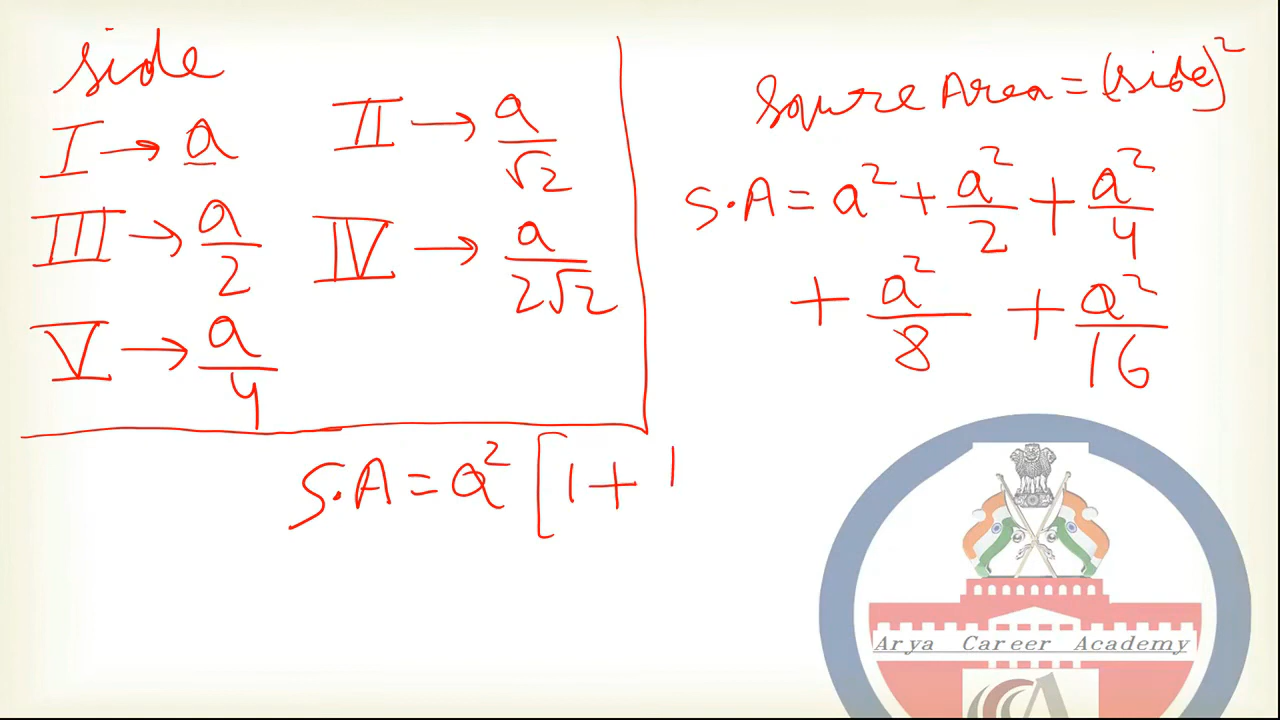 side
I → a
II → a/√2
III → a/2
IV → a/2√2
V → a/4
Squre Area = (side)²
S.A = a² + a²/2 + a²/4
+ a²/8 + a²/16
S.A = a² [1 + 1
Arya Career Academy